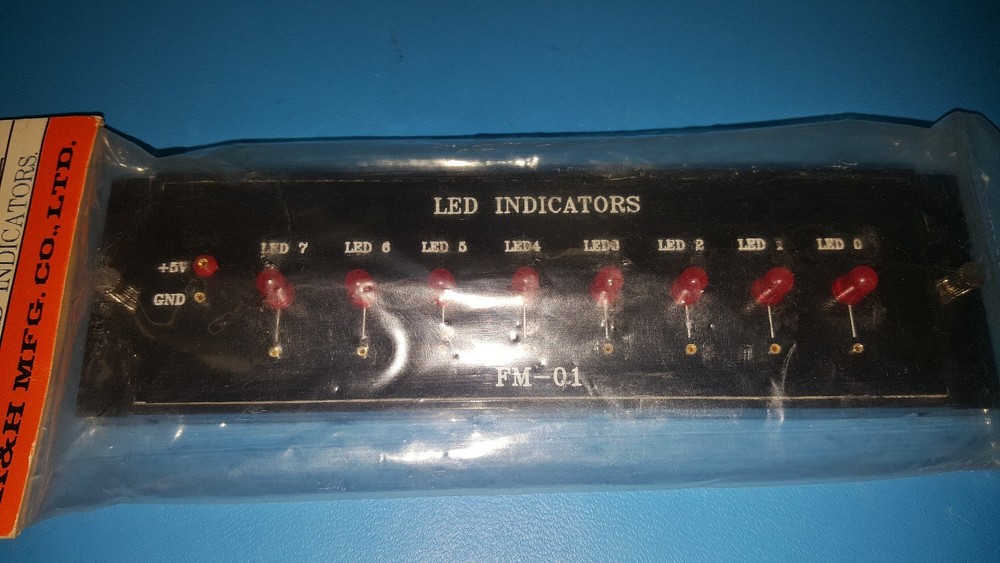 LED INDICATORS
LED 7 LED 6 LED 5 LED4 LED3 LED 2 LED 1 LED 0
+5V
GND
FM-01
INDICATORS.
&H MFG. CO., LTD.